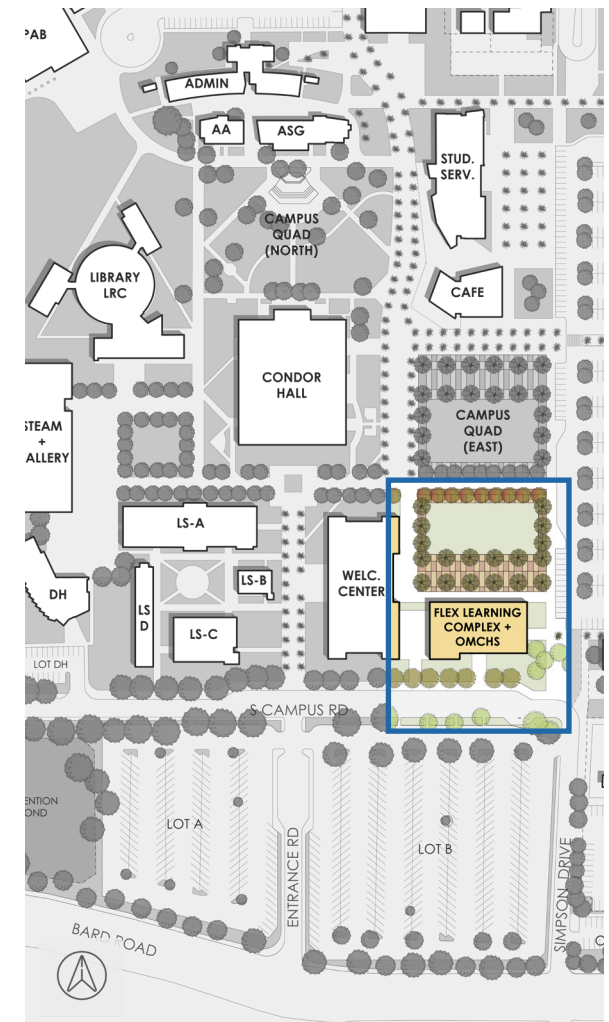 PAB
ADMIN
AA
ASG
STUD.
SERV.
CAMPUS
QUAD
(NORTH)
LIBRARY
LRC
CAFE
CONDOR
HALL
CAMPUS
QUAD
(EAST)
STEAM
+
ALLERY
LS-A
DH
LS
D
LS-B
LS-C
WELC.
CENTER
FLEX LEARNING
COMPLEX +
OMCHS
LOT DH
S CAMPUS RD
ENTION
OND
LOT A
ENTRANCE RD
LOT B
SIMPSON DRIVE
BARD ROAD